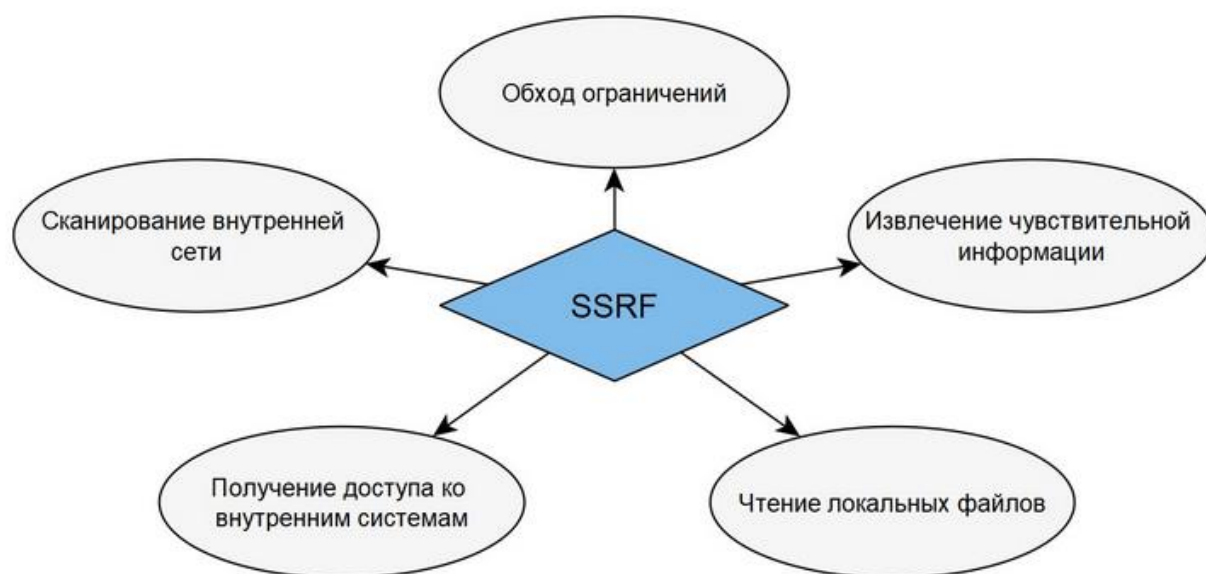 Обход ограничений
Сканирование внутренней
сети
Извлечение чувствительной
информации
SSRF
Получение доступа ко
внутренним системам
Чтение локальных файлов